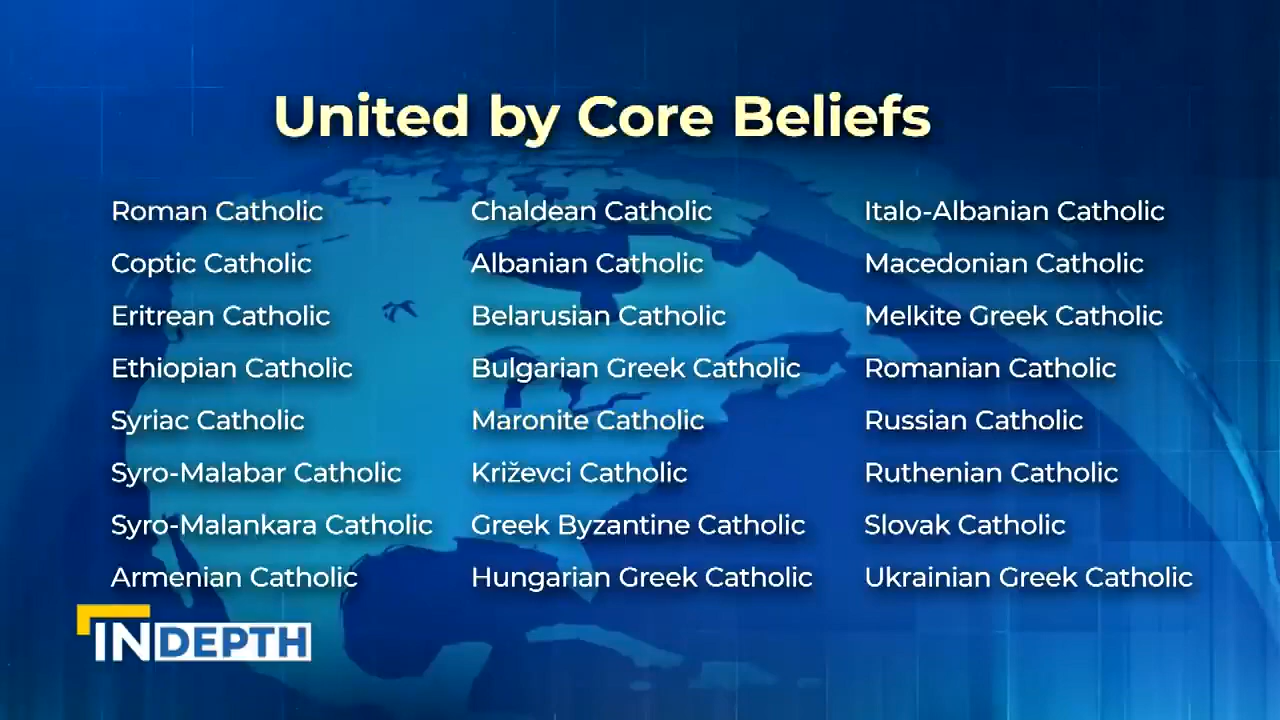 United by Core Beliefs
Roman Catholic
Coptic Catholic
Eritrean Catholic
Ethiopian Catholic
Syriac Catholic
Syro-Malabar Catholic
Syro-Malankara Catholic
Armenian Catholic
Chaldean Catholic
Albanian Catholic
Belarusian Catholic
Bulgarian Greek Catholic
Maronite Catholic
Križevci Catholic
Greek Byzantine Catholic
Hungarian Greek Catholic
Italo-Albanian Catholic
Macedonian Catholic
Melkite Greek Catholic
Romanian Catholic
Russian Catholic
Ruthenian Catholic
Slovak Catholic
Ukrainian Greek Catholic
INDEPTH